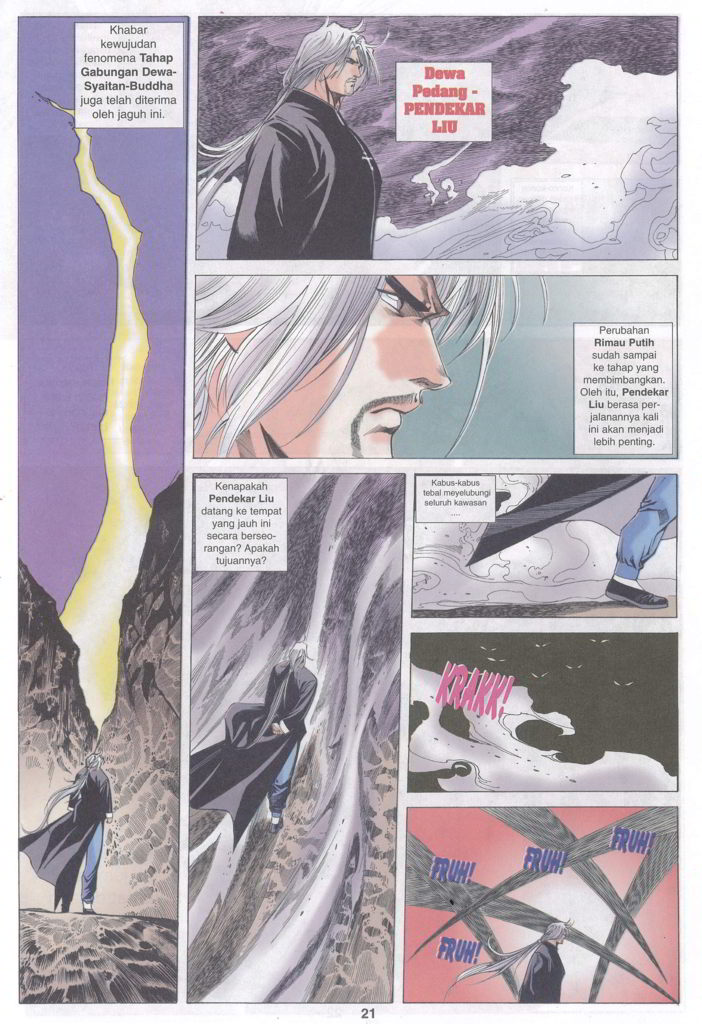 Khabar
kewujudan
fenomena Tahap
Gabungan Dewa-
Syaitan-Buddha
juga telah diterima
oleh jaguh ini.
Dewa
Pedang -
PENDEKAR
LIU
Perubahan
Rimau Putih
sudah sampai
ke tahap yang
membimbangkan.
Oleh itu, Pendekar
Liu berasa per-
jalanannya kali
ini akan menjadi
lebih penting.
Kenapakah
Pendekar Liu
datang ke tempat
yang jauh ini
secara berseo-
rangan? Apakah
tujuannya?
Kabus-kabus
tebal meyelubungi
seluruh kawasan
....
KRAKK!
FRUH!
FRUH!
FRUH!
FRUH!
21